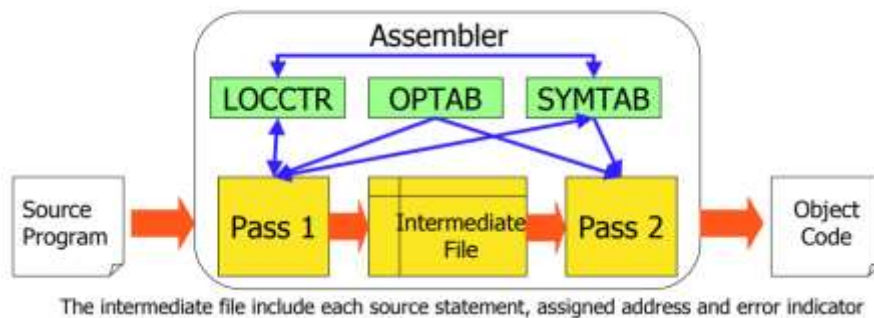 Assembler
LOCCTR
OPTAB
SYMTAB
Source
Program
Pass 1
Intermediate
File
Pass 2
Object
Code
The intermediate file include each source statement, assigned address and error indicator